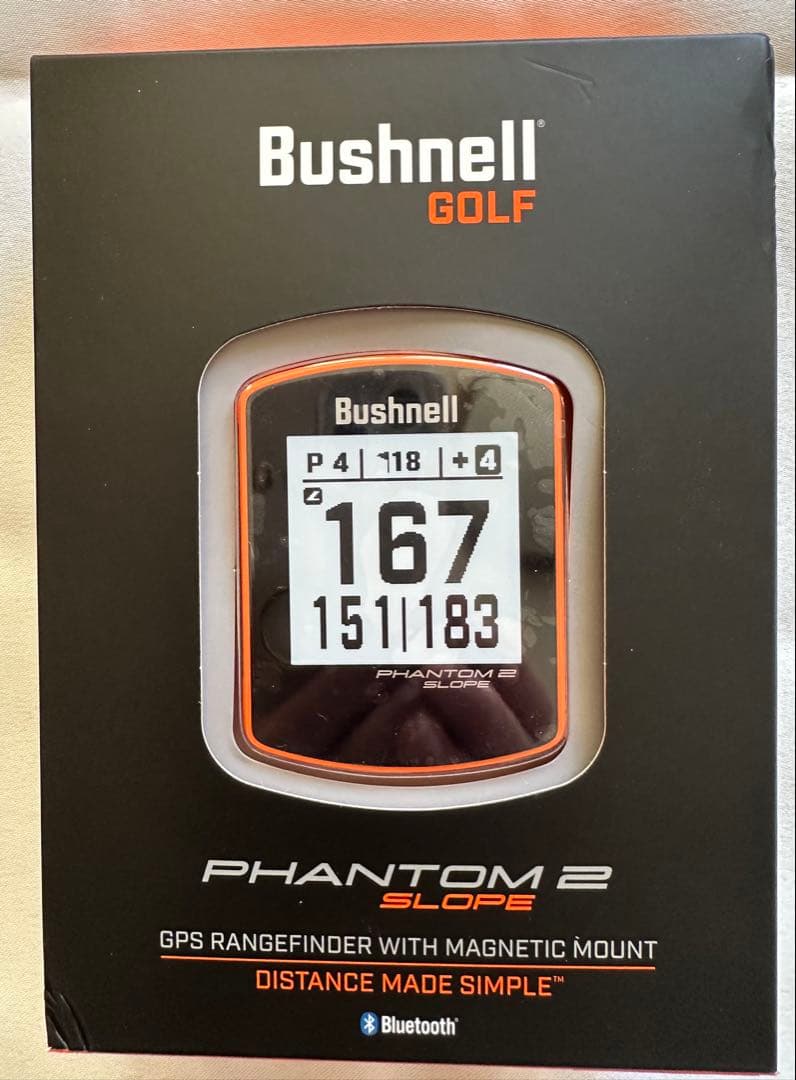 Bushnell®
GOLF
Bushnell
P 4 | 18 | + 4
167
151|183
PHANTOM 2
SLOPE
PHANTOM 2
SLOPE
GPS RANGEFINDER WITH MAGNETIC MOUNT
DISTANCE MADE SIMPLE™
Bluetooth®